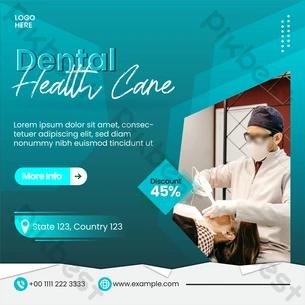 LOGO
HERE
Dental
Health Care
Lorem ipsum dolor sit amet, consec-
tetuer adipiscing elit, sed diam
nonummy nibh euismod tincidunt ut
More info
Discount
45%
State 123, Country 123
+00 1111 222 3333
www.example.com
pikbest